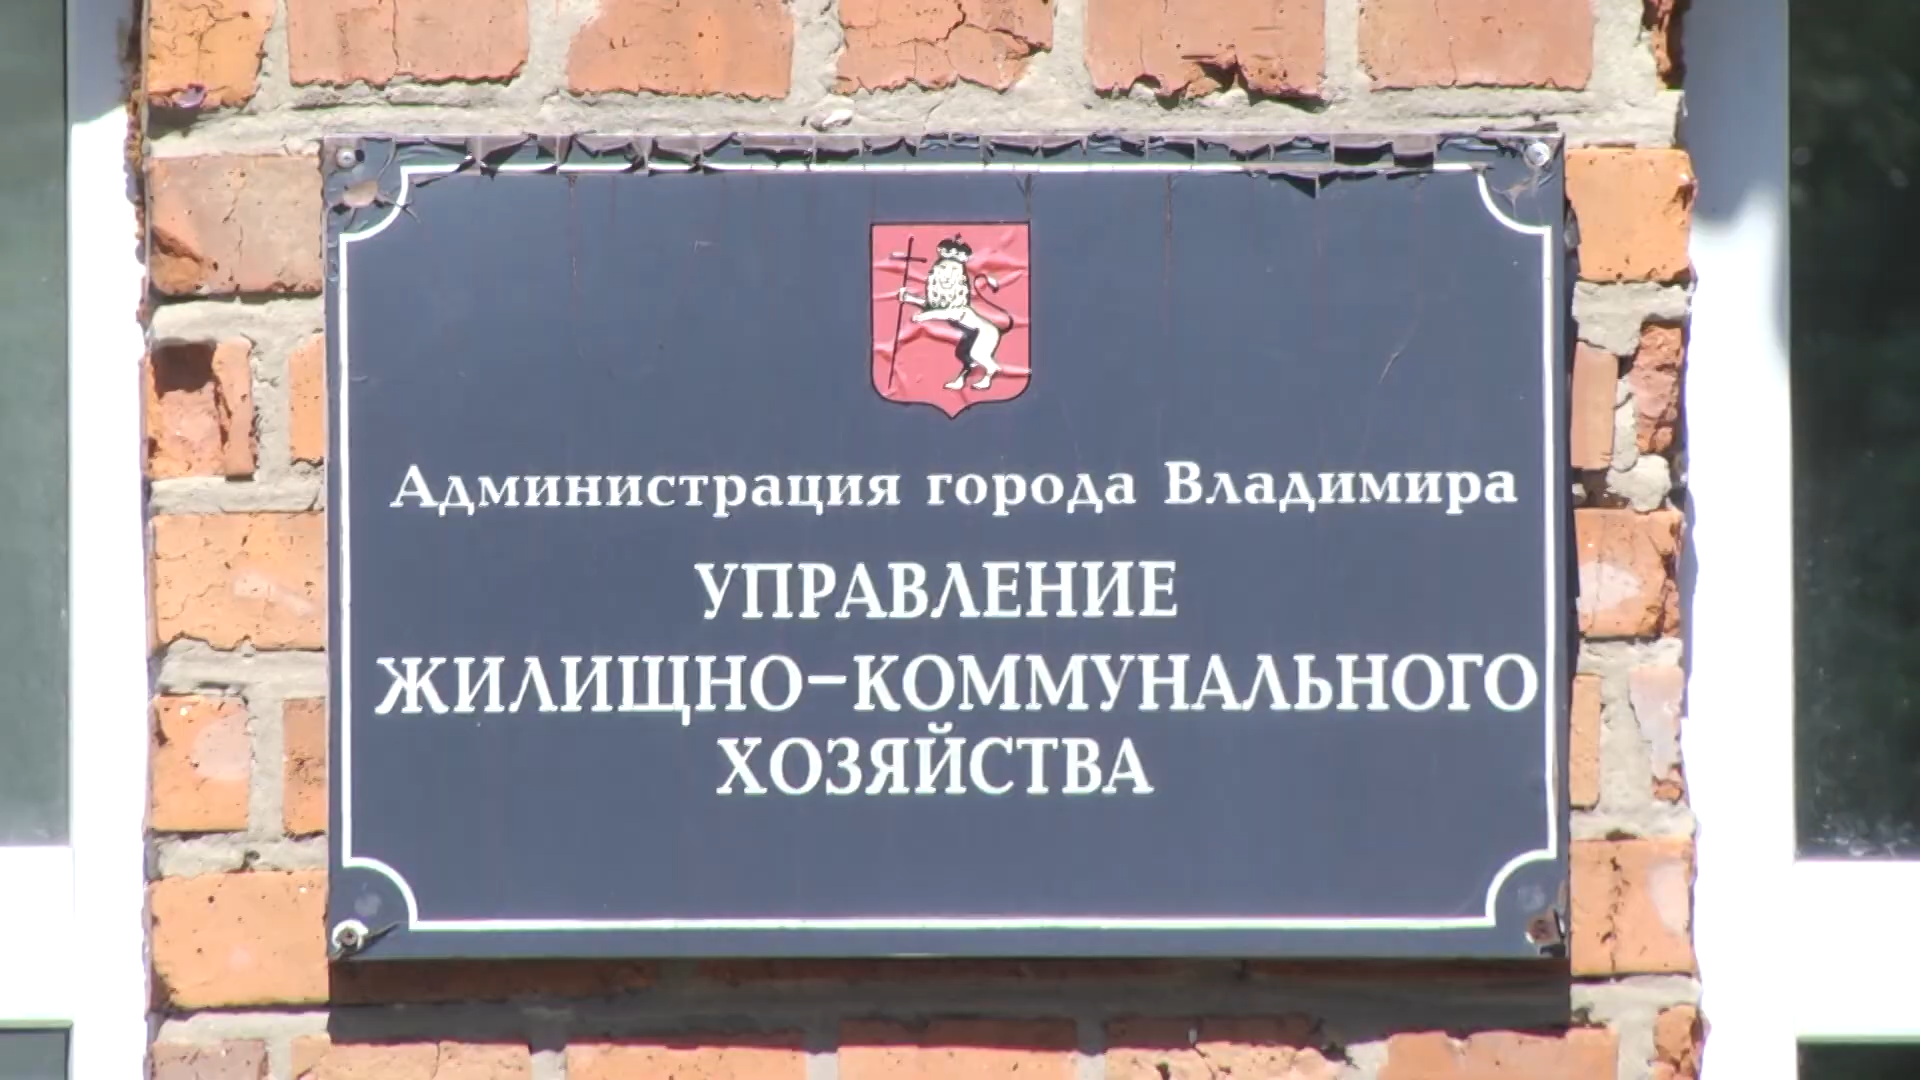 Администрация города Владимира
УПРАВЛЕНИЕ
ЖИЛИЩНО-КОММУНАЛЬНОГО
ХОЗЯЙСТВА